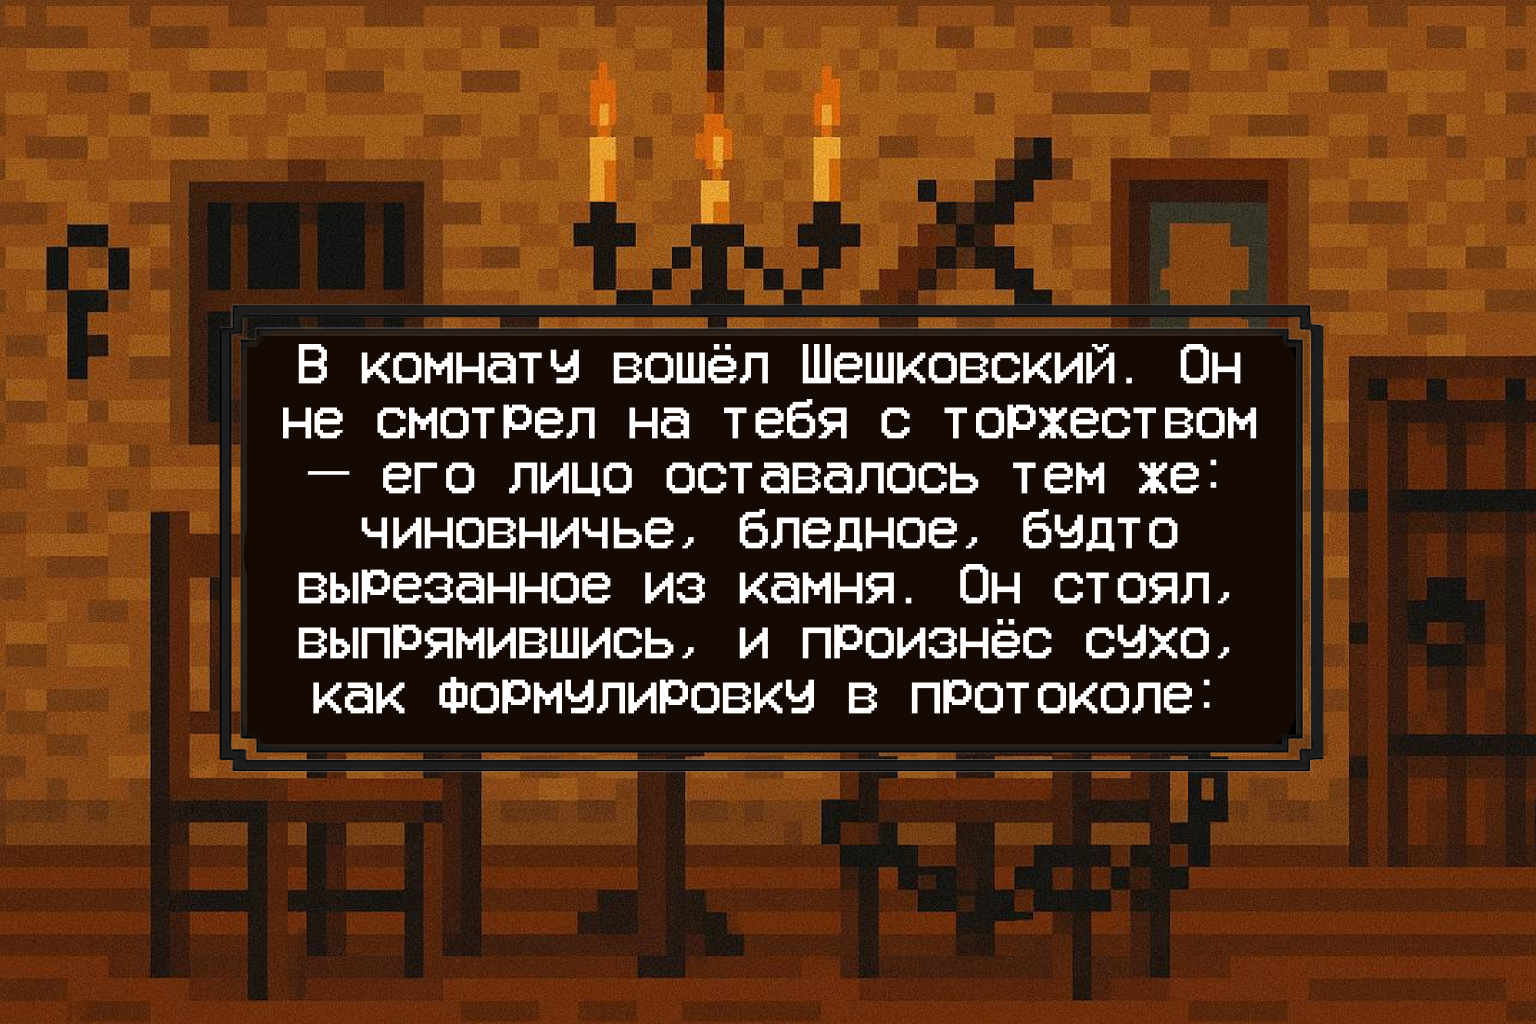 В комнату вошёл Шешковский. Он
не смотрел на тебя с торжеством
— его лицо оставалось тем же:
чиновничье, бледное, будто
вырезанное из камня. Он стоял,
выпрямившись, и произнёс сухо,
как формулировку в протоколе: